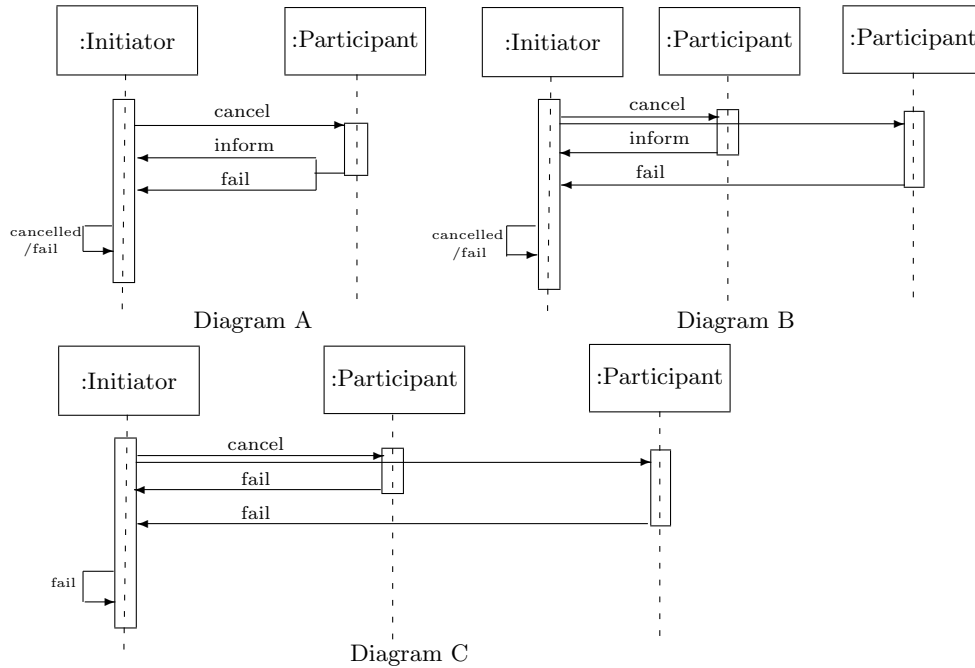 :Initiator
:Participant
cancel
inform
fail
cancelled
/fail
Diagram A
:Initiator
:Participant
:Participant
cancel
inform
fail
cancelled
/fail
Diagram B
:Initiator
:Participant
:Participant
cancel
fail
fail
fail
Diagram C